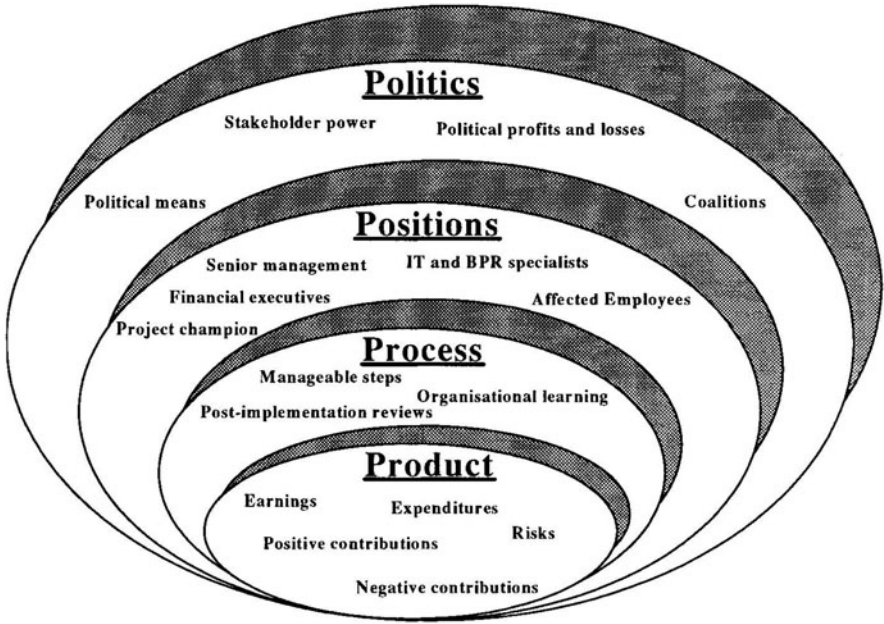 Politics
Stakeholder power
Political profits and losses
Political means
Coalitions
Positions
Senior management
IT and BPR specialists
Financial executives
Affected Employees
Project champion
Process
Manageable steps
Organisational learning
Post-implementation reviews
Product
Earnings
Expenditures
Risks
Positive contributions
Negative contributions